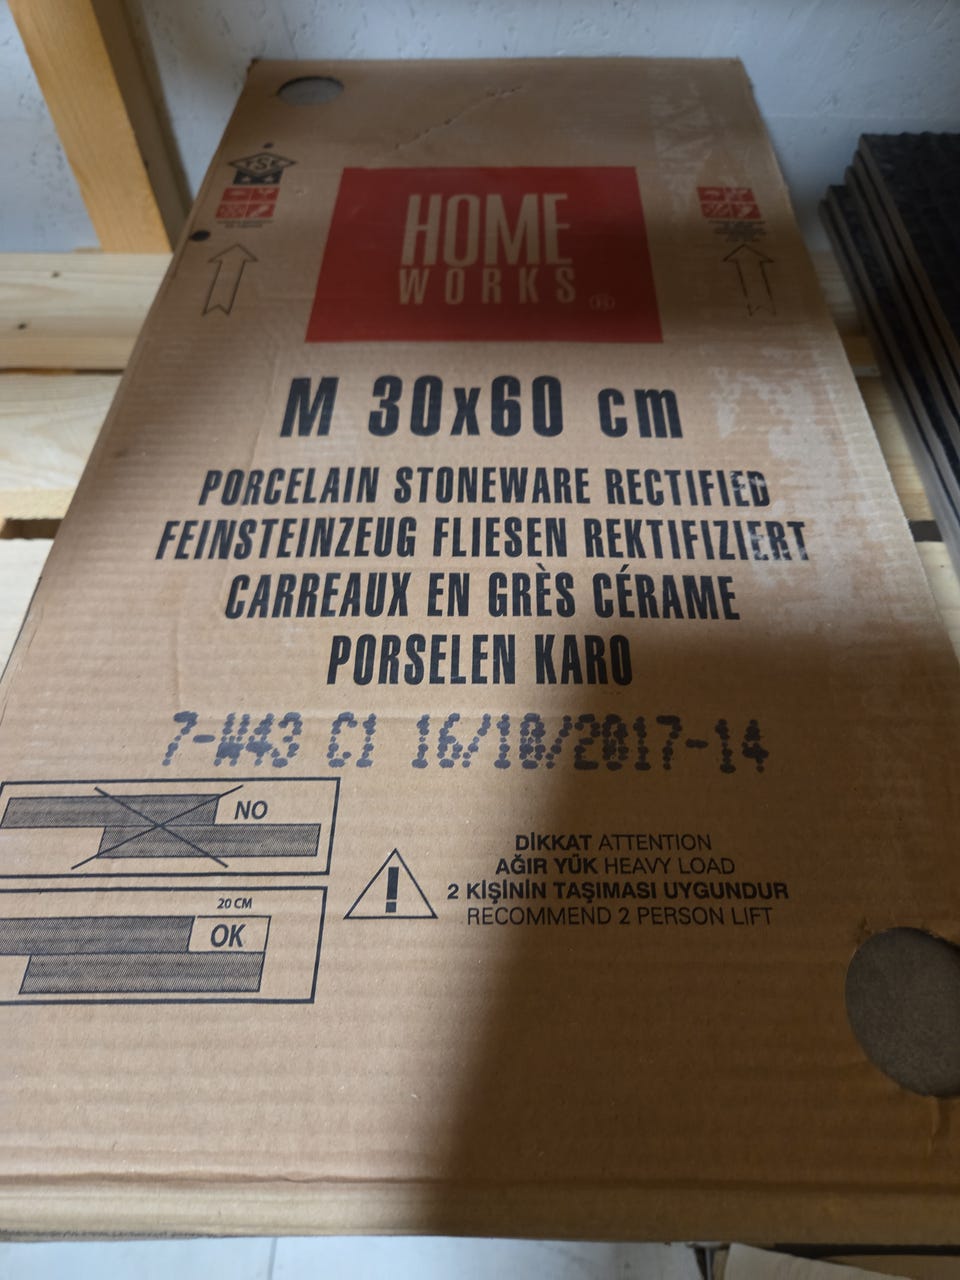 TSE
HOME
WORKS
®
M 30x60 cm
PORCELAIN STONEWARE RECTIFIED
FEINSTEINZEUG FLIESEN REKTIFIZIERT
CARREAUX EN GRÈS CÉRAME
PORSELEN KARO
7-W43 C1 16/10/2017-14
NO
20 CM
OK
DİKKAT ATTENTION
AĞIR YÜK HEAVY LOAD
2 KİŞİNİN TAŞIMASI UYGUNDUR
RECOMMEND 2 PERSON LIFT